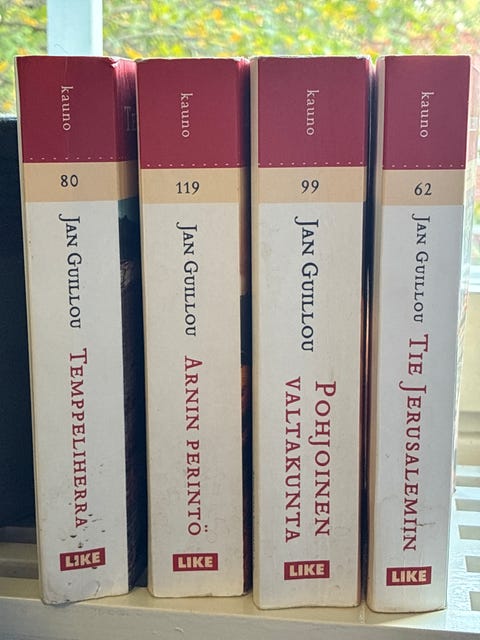 kauno
80
JAN GUILLOU TEMPPELIHERRA
LIKE
kauno
119
JAN GUILLOU ARNIN PERINTÖ
LIKE
kauno
99
JAN GUILLOU POHJOINEN
VALTAKUNTA
LIKE
kauno
62
JAN GUILLOU TIE JERUSALEMIIN
LIKE